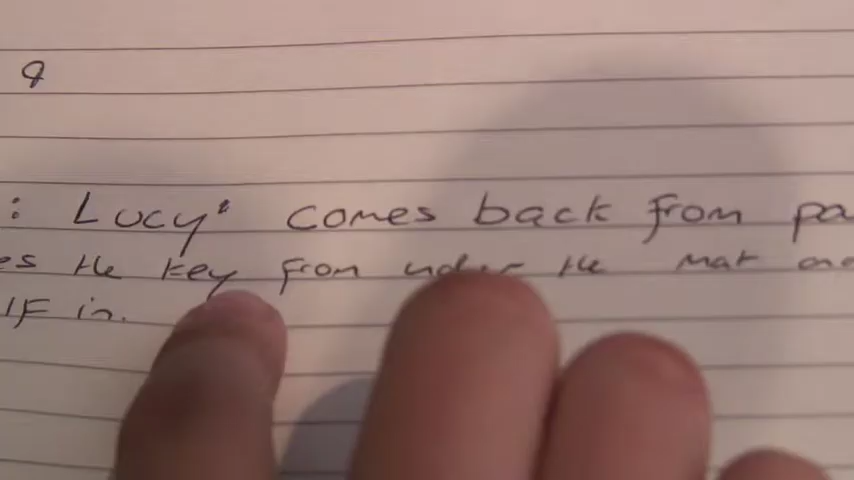 9
: Lucy" comes back from pa
es the key from under the mat and
lf in.